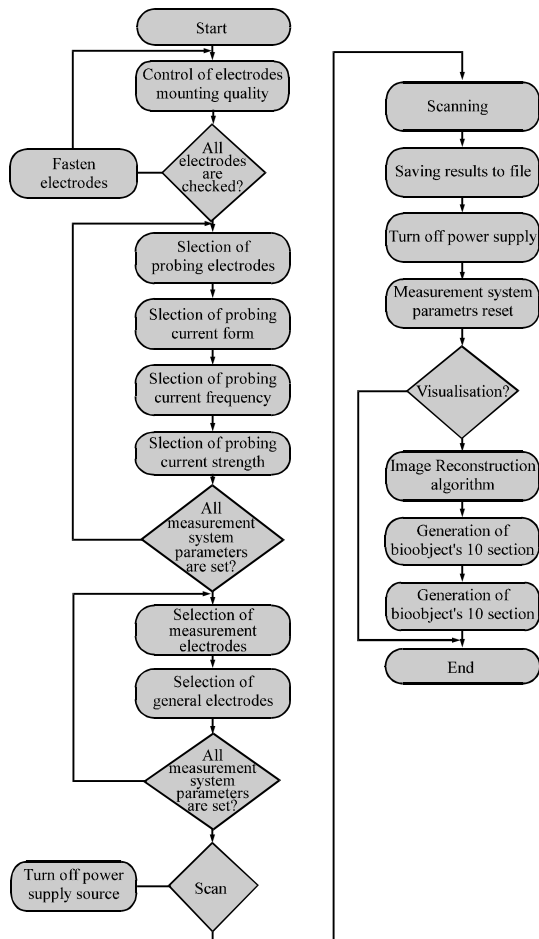 Start
Control of electrodes
mounting quality
All
electrodes
are
checked?
Fasten
electrodes
Slection of
probing electrodes
Slection of probing
current form
Slection of probing
current frequency
Slection of probing
current strength
All
measurement
system
parameters
are set?
Selection of
measurement
electrodes
Selection of
general electrodes
All
measurement
system
parameters
are set?
Scan
Turn off power
supply source
Scanning
Saving results to file
Turn off power supply
Measurement system
parametrs reset
Visualisation?
Image Reconstruction
algorithm
Generation of
bioobject's 10 section
Generation of
bioobject's 10 section
End